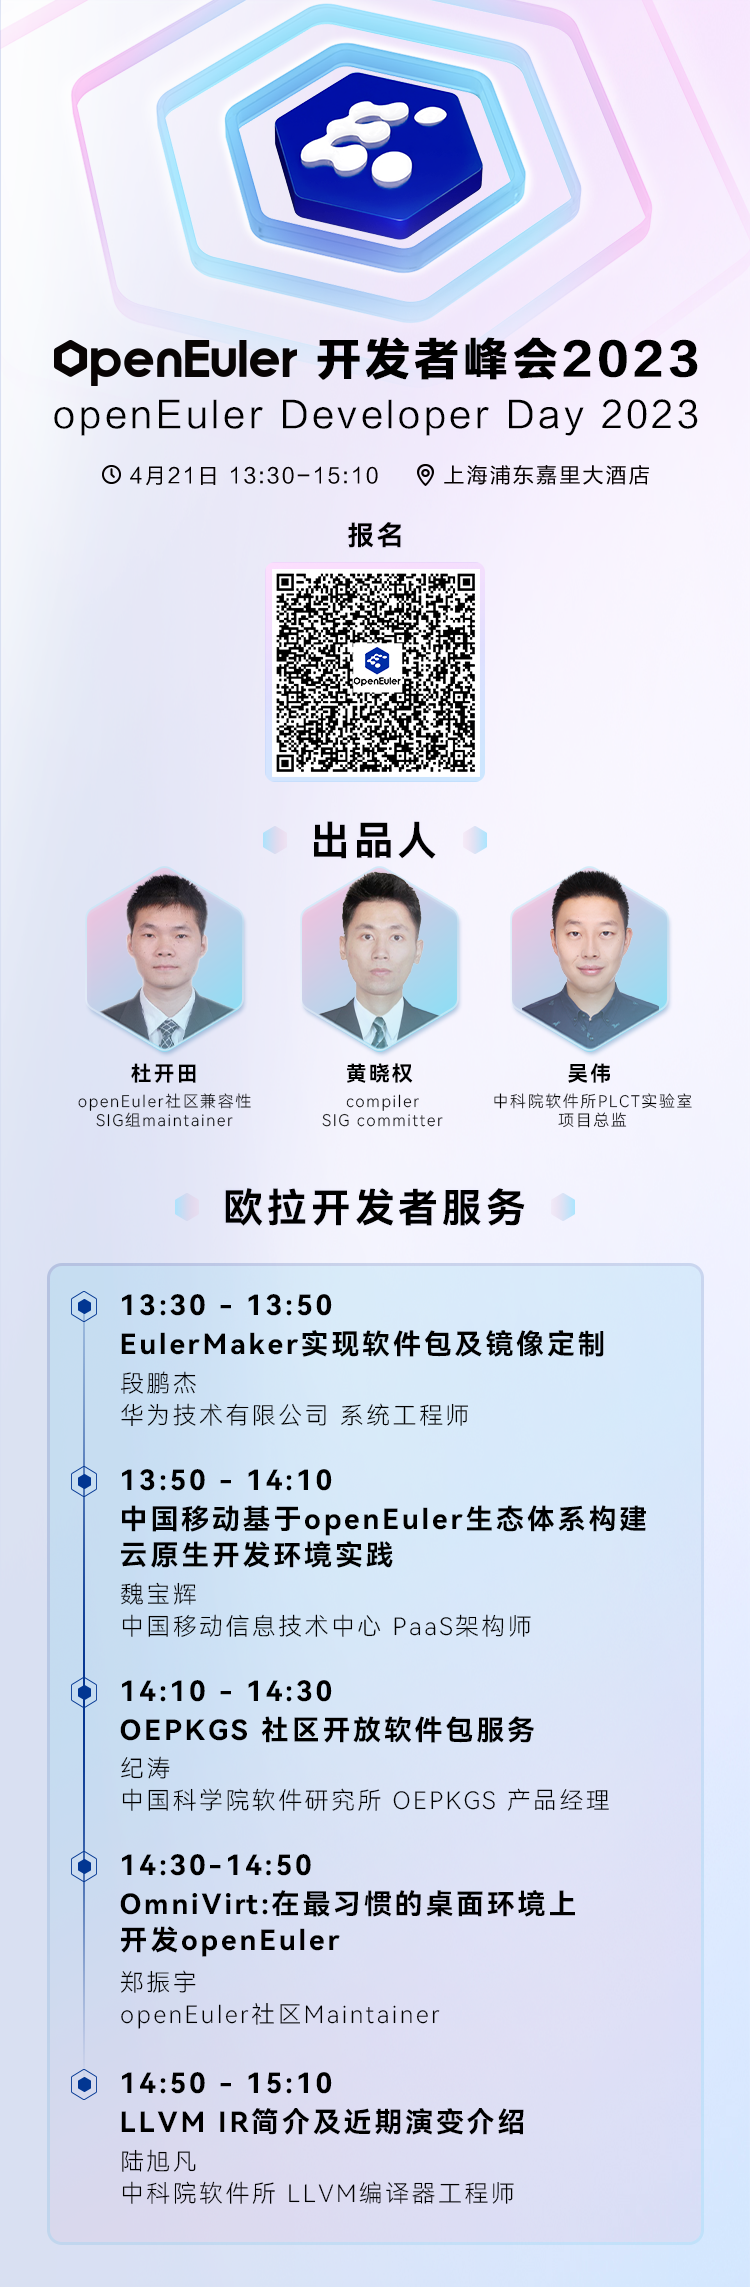 OpenEuler 开发者峰会2023
openEuler Developer Day 2023
4月21日 13:30-15:10 上海浦东嘉里大酒店
报名
OpenEuler
出品人
杜开田
openEuler社区兼容性
SIG组maintainer
黄晓权
compiler
SIG committer
吴伟
中科院软件所PLCT实验室
项目总监
欧拉开发者服务
13:30 - 13:50
EulerMaker实现软件包及镜像定制
段鹏杰
华为技术有限公司 系统工程师
13:50 - 14:10
中国移动基于openEuler生态体系构建
云原生开发环境实践
魏宝辉
中国移动信息技术中心 PaaS架构师
14:10 - 14:30
OEPKGS 社区开放软件包服务
纪涛
中国科学院软件研究所 OEPKGS 产品经理
14:30-14:50
OmniVirt:在最习惯的桌面环境上
开发openEuler
郑振宇
openEuler社区Maintainer
14:50 - 15:10
LLVM IR简介及近期演变介绍
陆旭凡
中科院软件所 LLVM编译器工程师